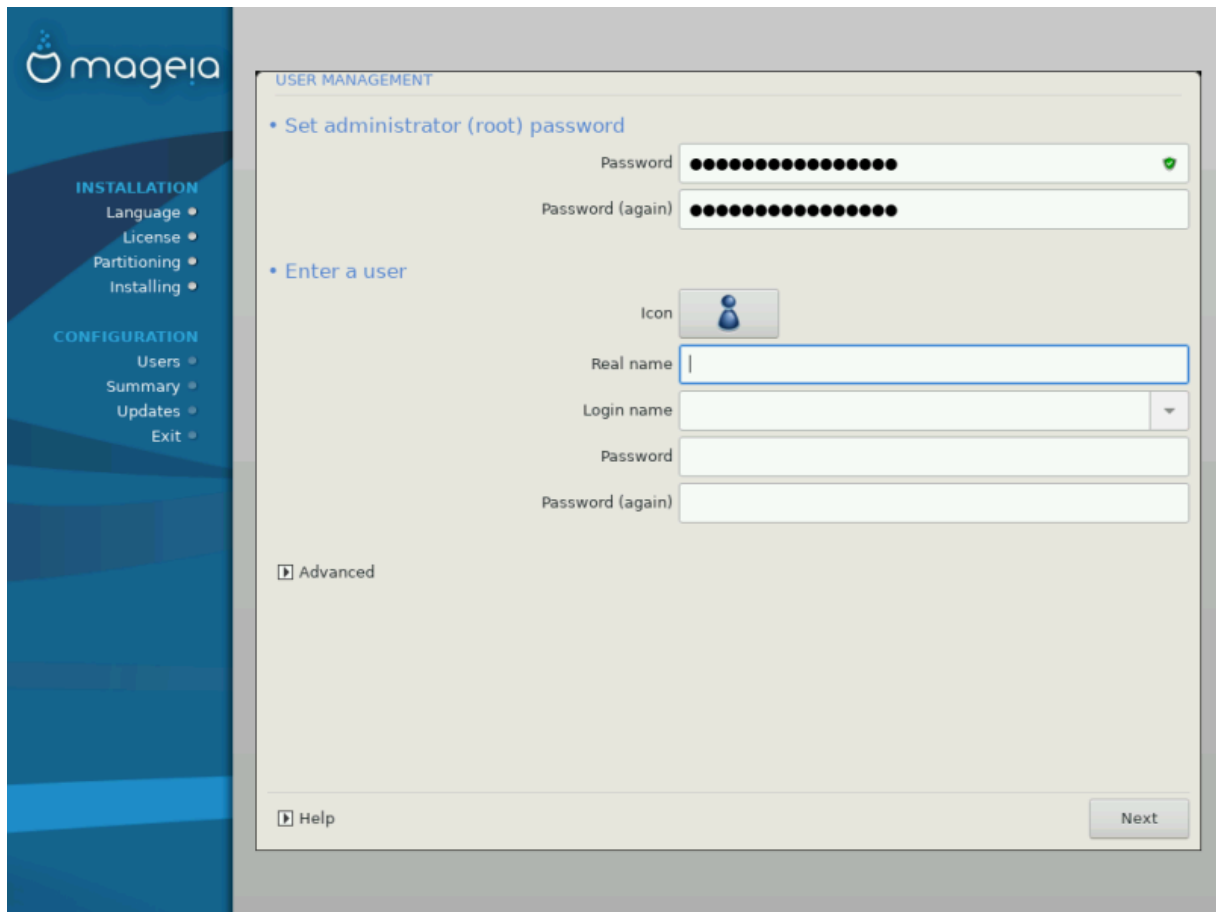 mageia
INSTALLATION
Language
License
Partitioning
Installing
CONFIGURATION
Users
Summary
Updates
Exit
USER MANAGEMENT
• Set administrator (root) password
Password ●●●●●●●●●●●●●●●●
Password (again) ●●●●●●●●●●●●●●●●
• Enter a user
Icon
Real name
Login name
Password
Password (again)
Advanced
Help
Next